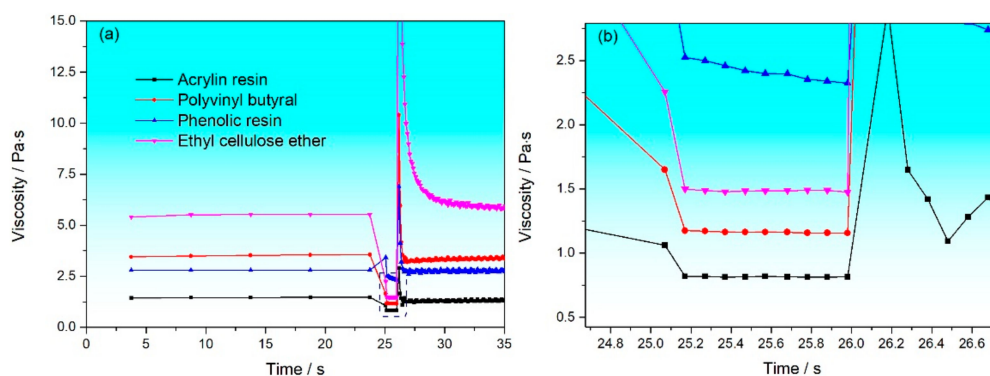 (a)
Acrylin resin
Polyvinyl butyral
Phenolic resin
Ethyl cellulose ether
Viscosity / Pa·s
15.0
12.5
10.0
7.5
5.0
2.5
0.0
0 5 10 15 20 25 30 35
Time / s
(b)
Viscosity / Pa·s
2.5
2.0
1.5
1.0
0.5
24.8 25.0 25.2 25.4 25.6 25.8 26.0 26.2 26.4 26.6
Time / s